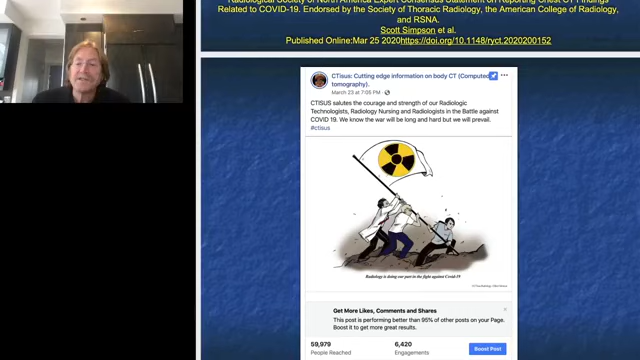 Radiological Society of North America Expert Consensus Statement on Reporting Chest CT Findings
Related to COVID-19. Endorsed by the Society of Thoracic Radiology, the American College of Radiology,
and RSNA.
Scott Simpson et al.
Published Online:Mar 25 2020https://doi.org/10.1148/ryct.2020200152
CTisus: Cutting edge information on body CT (Computed
tomography).
March 23 at 7:05 PM ·
CTISUS salutes the courage and strength of our Radiologic
Technologists, Radiology Nursing and Radiologists in the Battle against
COVID 19. We know the war will be long and hard but we will prevail.
#ctisus
Radiology is doing our part in the fight against Covid-19
Get More Likes, Comments and Shares
This post is performing better than 95% of other posts on your Page.
Boost it to get more great results.
59,979
6,420
People Reached
Engagements
Boost Post